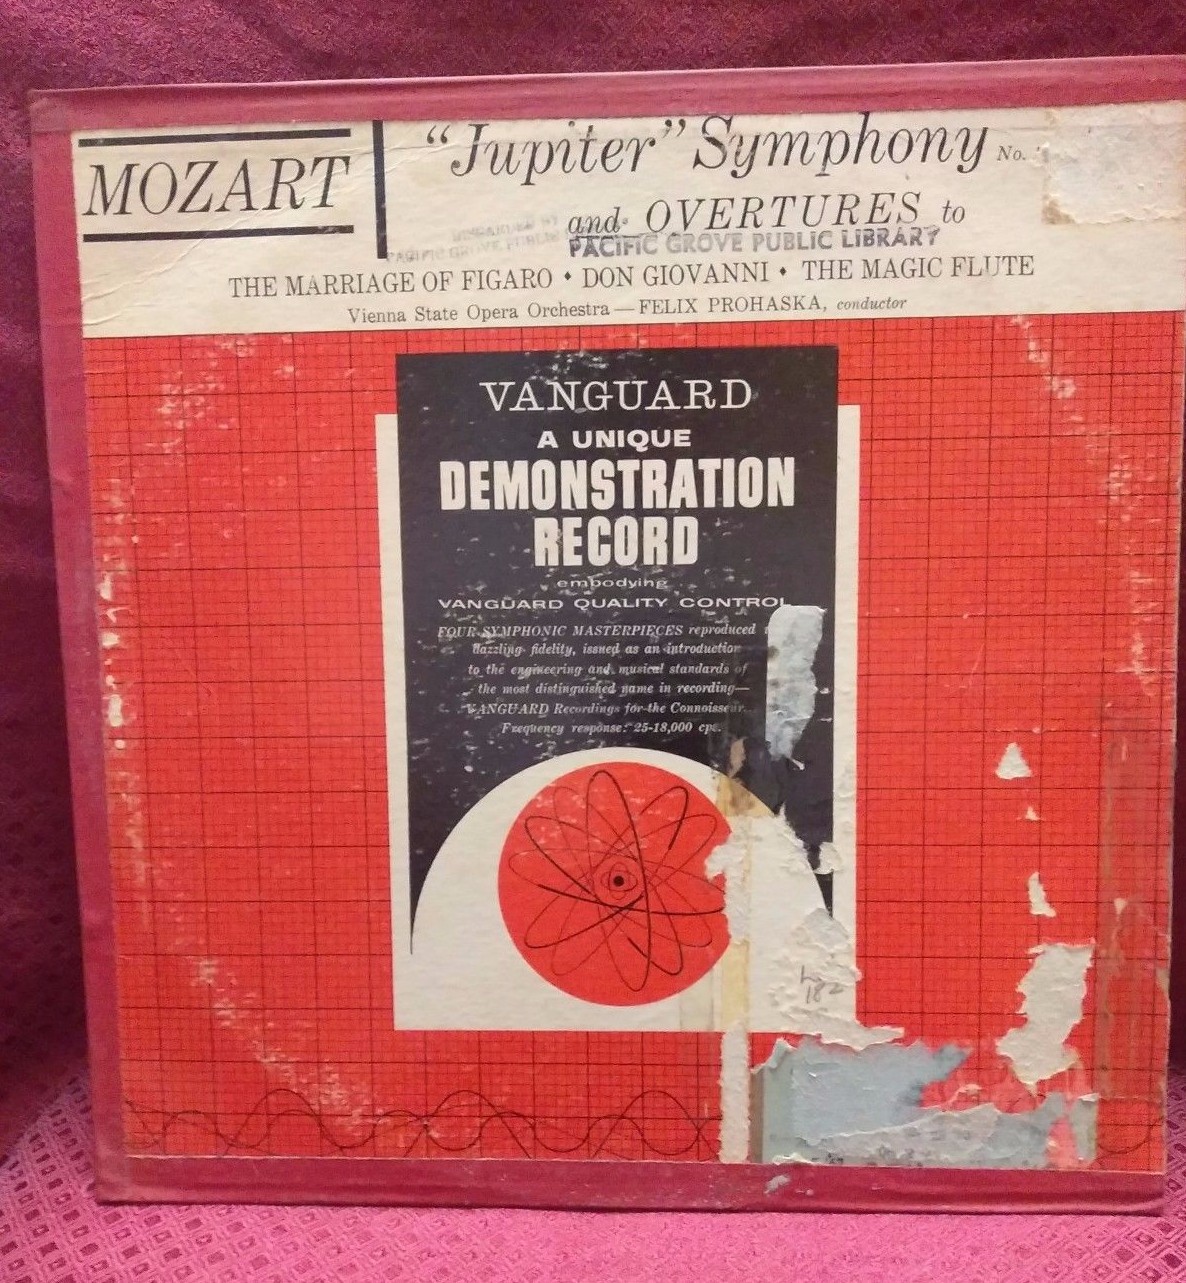 MOZART
"Jupiter" Symphony No.
and OVERTURES to
PACIFIC GROVE PUBLIC LIBRARY
THE MARRIAGE OF FIGARO • DON GIOVANNI • THE MAGIC FLUTE
Vienna State Opera Orchestra — FELIX PROHASKA, conductor
VANGUARD
A UNIQUE
DEMONSTRATION
RECORD
embodying
VANGUARD QUALITY CONTROL
FOUR SYMPHONIC MASTERPIECES reproduced
dazzling fidelity, issued as an introduction
to the engineering and musical standards of
the most distinguished name in recording—
VANGUARD Recordings for the Connoisseur.
Frequency response: 25-18,000 cps.
182